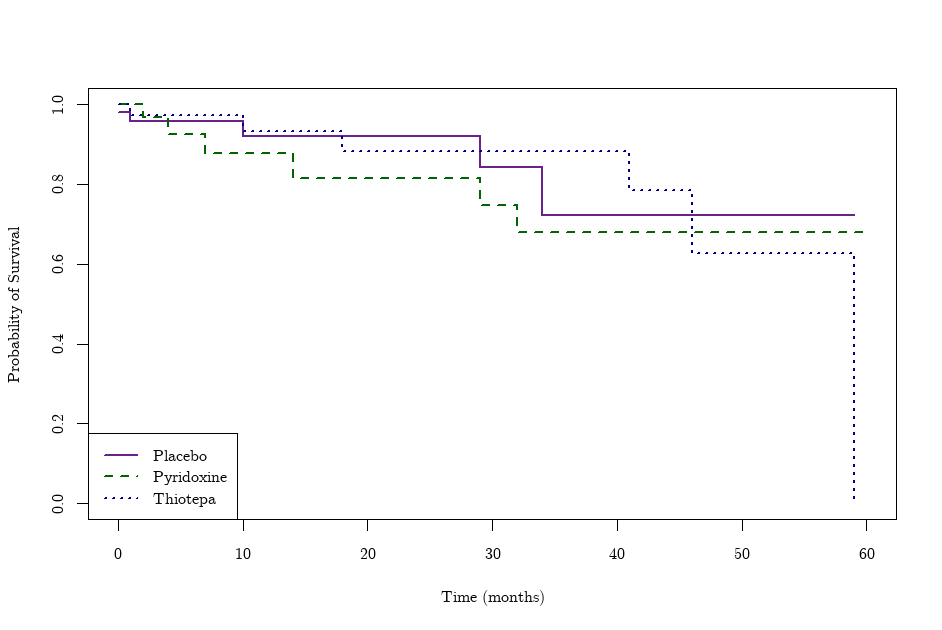 Probability of Survival
1.0
0.8
0.6
0.4
0.2
0.0
Placebo
Pyridoxine
Thiotepa
0 10 20 30 40 50 60
Time (months)